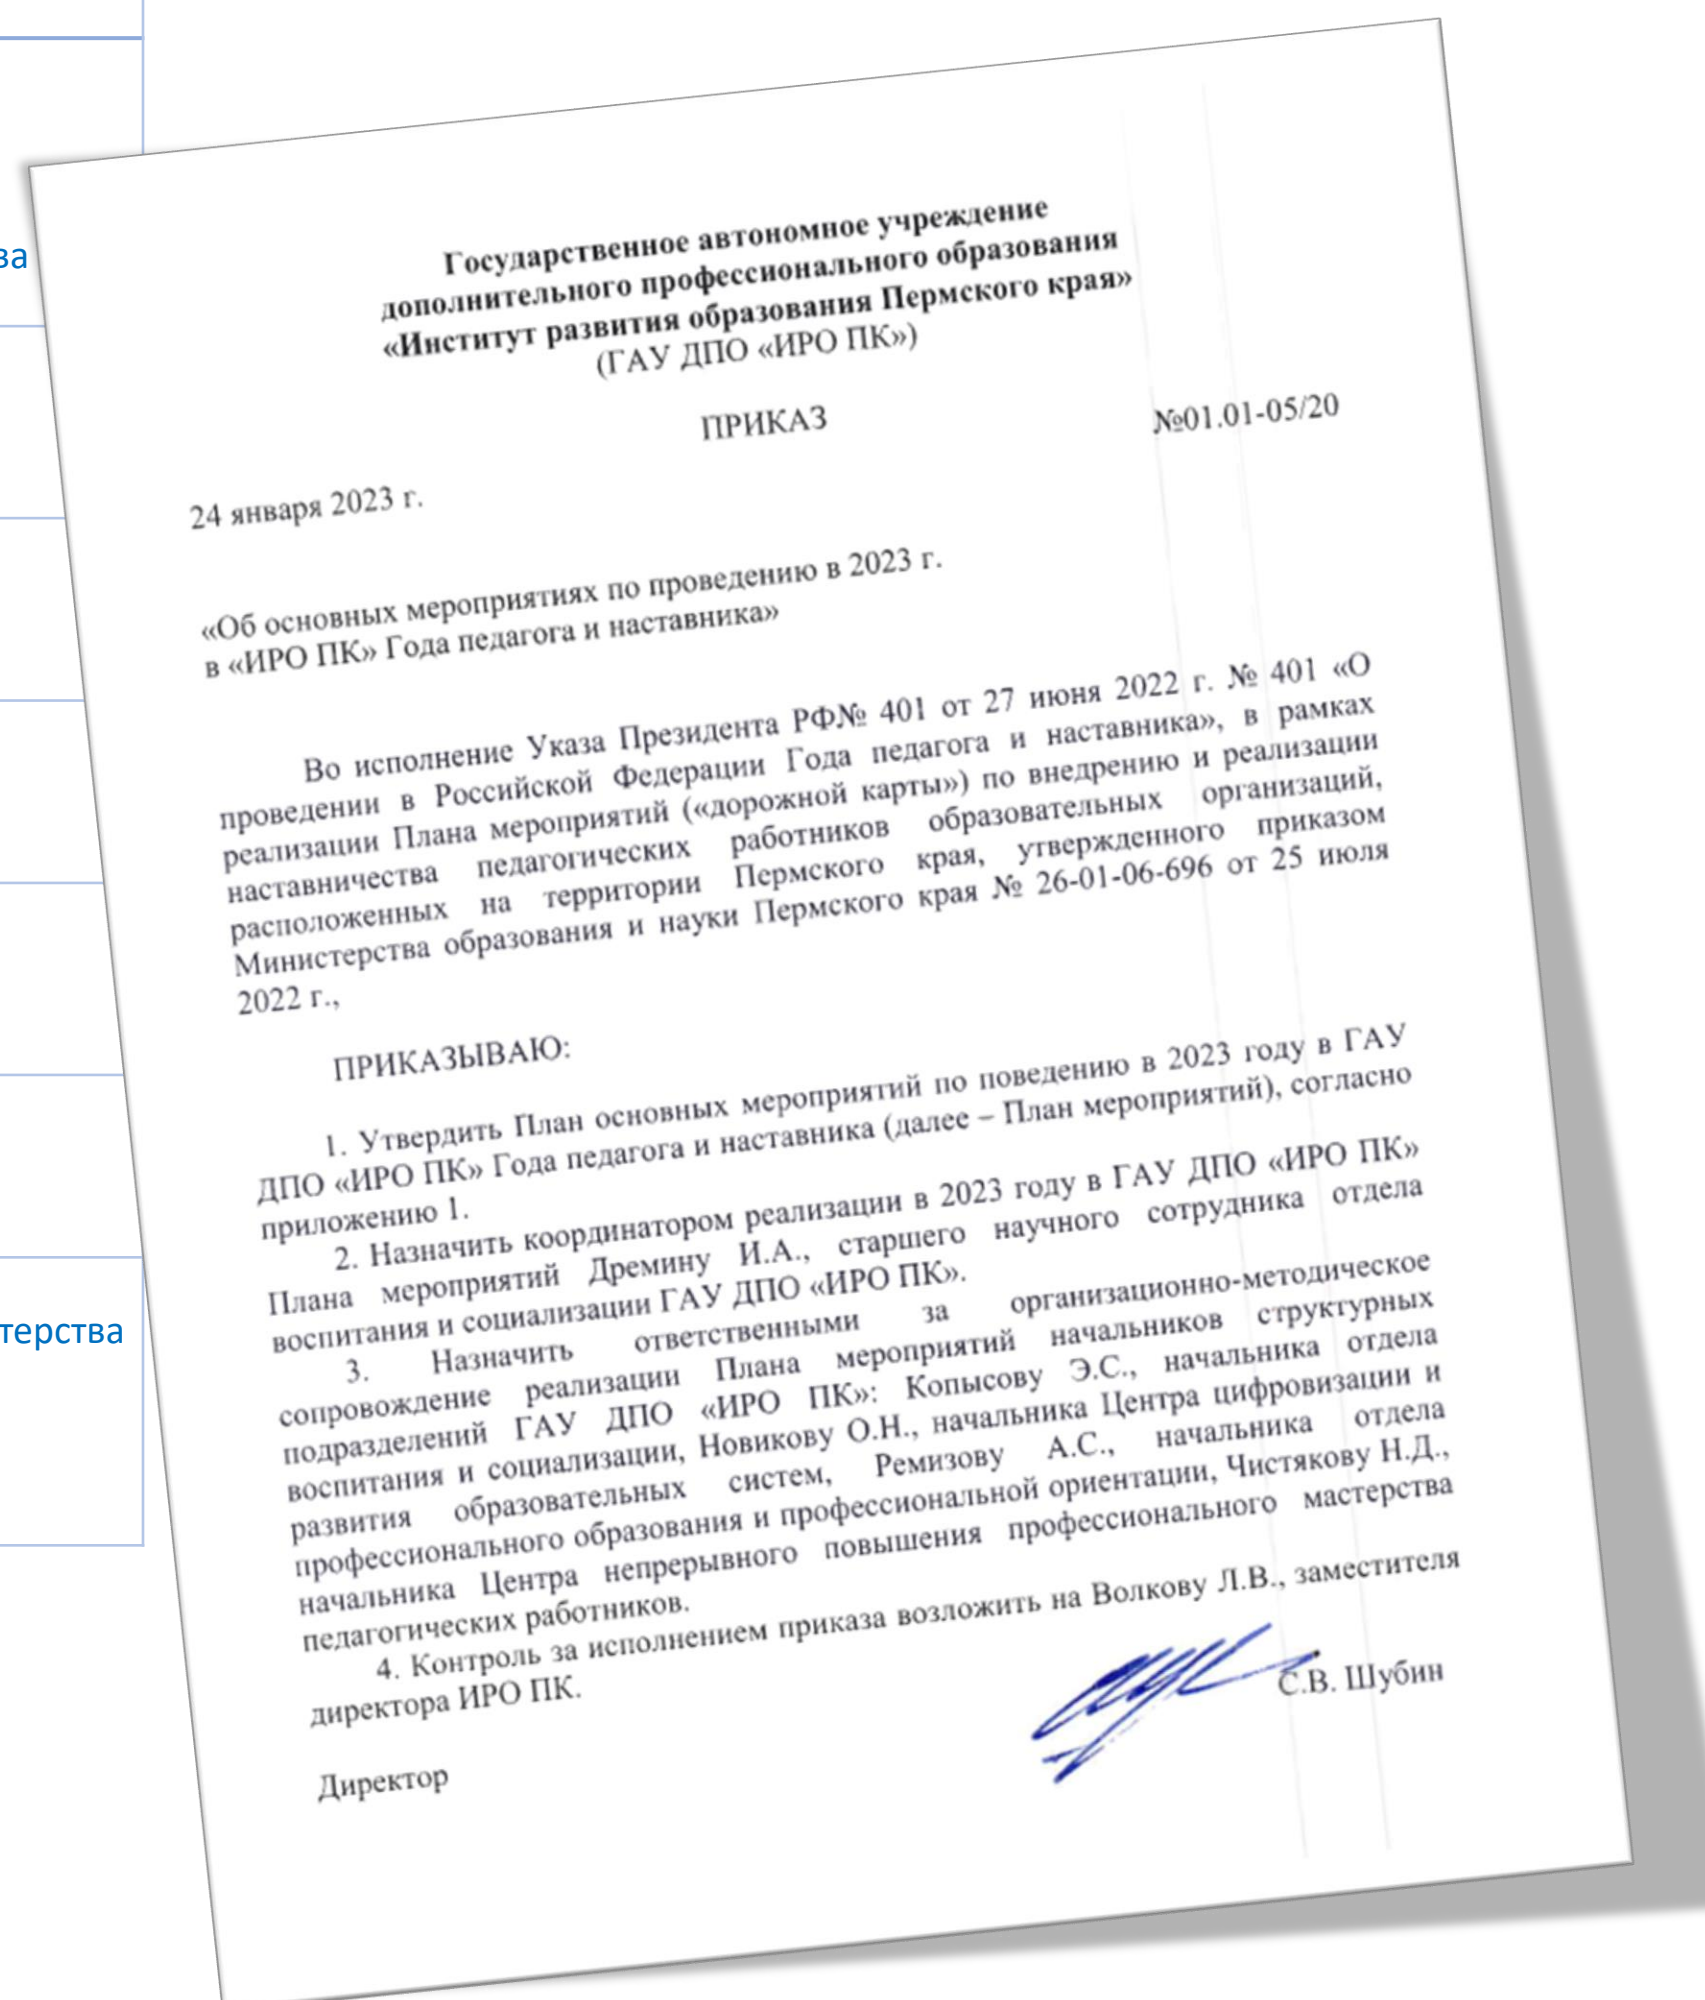 ва
терства
Государственное автономное учреждение
дополнительного профессионального образования
«Институт развития образования Пермского края»
(ГАУ ДПО «ИРО ПК»)
ПРИКАЗ
№01.01-05/20
24 января 2023 г.
«Об основных мероприятиях по проведению в 2023 г.
в «ИРО ПК» Года педагога и наставника»
Во исполнение Указа Президента РФ№ 401 от 27 июня 2022 г. № 401 «О
проведении в Российской Федерации Года педагога и наставника», в рамках
реализации Плана мероприятий («дорожной карты») по внедрению и реализации
наставничества педагогических работников образовательных организаций,
расположенных на территории Пермского края, утвержденного приказом
Министерства образования и науки Пермского края № 26-01-06-696 от 25 июля
2022 г.,
ПРИКАЗЫВАЮ:
1. Утвердить План основных мероприятий по поведению в 2023 году в ГАУ
ДПО «ИРО ПК» Года педагога и наставника (далее – План мероприятий), согласно
приложению 1.
2. Назначить координатором реализации в 2023 году в ГАУ ДПО «ИРО ПК»
Плана мероприятий Дремину И.А., старшего научного сотрудника отдела
воспитания и социализации ГАУ ДПО «ИРО ПК».
3. Назначить ответственными за организационно-методическое
сопровождение реализации Плана мероприятий начальников структурных
подразделений ГАУ ДПО «ИРО ПК»: Копысову Э.С., начальника отдела
воспитания и социализации, Новикову О.Н., начальника Центра цифровизации и
развития образовательных систем, Ремизову А.С., начальника отдела
профессионального образования и профессиональной ориентации, Чистякову Н.Д.,
начальника Центра непрерывного повышения профессионального мастерства
педагогических работников.
4. Контроль за исполнением приказа возложить на Волкову Л.В., заместителя
директора ИРО ПК.
Директор
С.В. Шубин